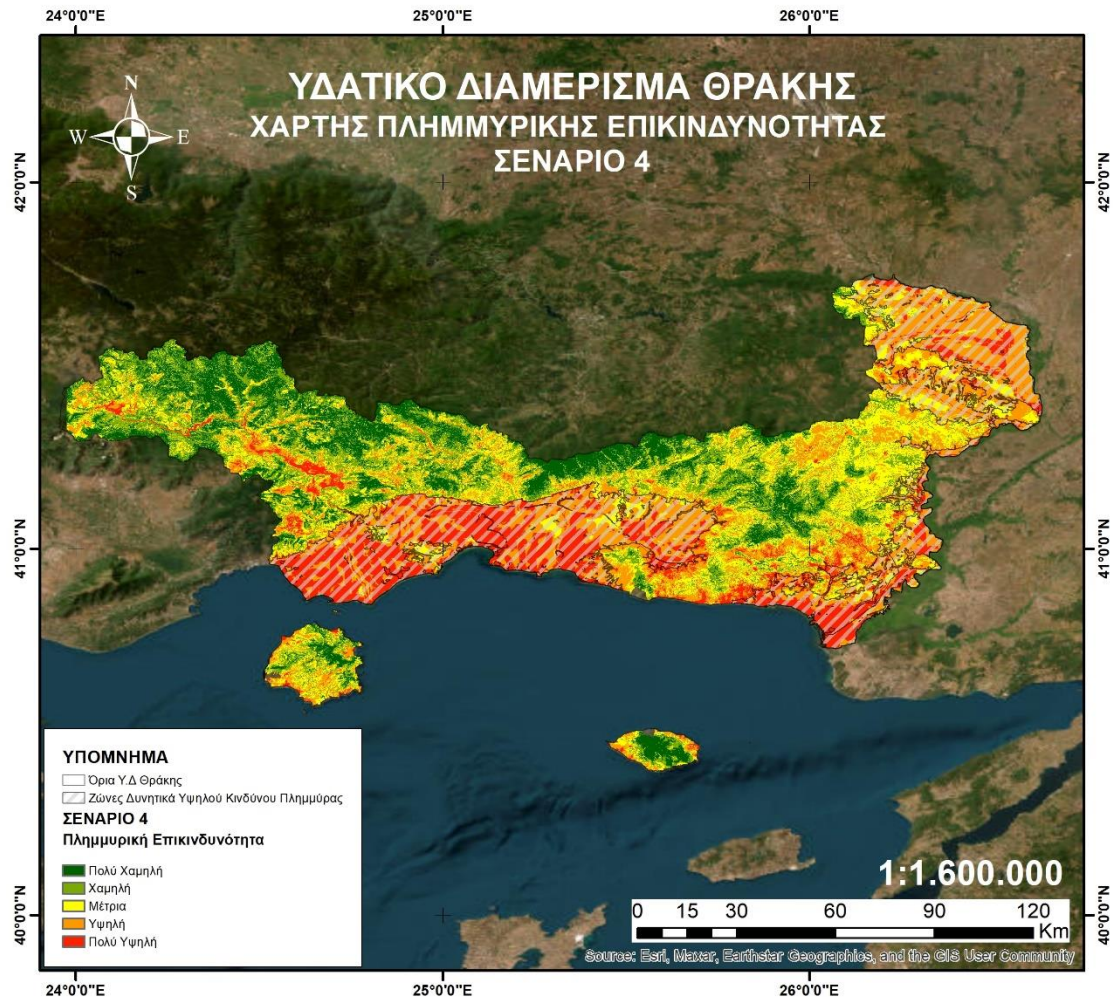 24°0'0"E 25°0'0"E 26°0'0"E
ΥΔΑΤΙΚΟ ΔΙΑΜΕΡΙΣΜΑ ΘΡΑΚΗΣ
ΧΑΡΤΗΣ ΠΛΗΜΜΥΡΙΚΗΣ ΕΠΙΚΙΝΔΥΝΟΤΗΤΑΣ
ΣΕΝΑΡΙΟ 4
N
W E
S
42°0'0"N 42°0'0"N
41°0'0"N 41°0'0"N
40°0'0"N 40°0'0"N
ΥΠΟΜΝΗΜΑ
Όρια Υ.Δ Θράκης
Ζώνες Δυνητικά Υψηλού Κινδύνου Πλημμύρας
ΣΕΝΑΡΙΟ 4
Πλημμυρική Επικινδυνότητα
Πολύ Χαμηλή
Χαμηλή
Μέτρια
Υψηλή
Πολύ Υψηλή
1:1.600.000
0 15 30 60 90 120
Km
Source: Esri, Maxar, Earthstar Geographics, and the GIS User Community
24°0'0"E 25°0'0"E 26°0'0"E